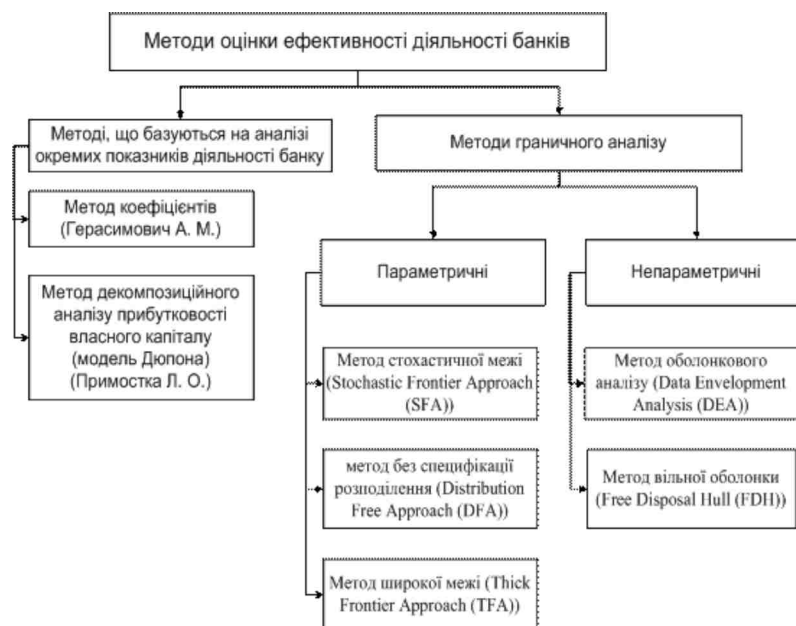 Методи оцінки ефективності діяльності банків
Методі, що базуються на аналізі
окремих показників діяльності банку
Метод коефіцієнтів
(Герасимович А. М.)
Метод декомпозиційного
аналізу прибутковості
власного капіталу
(модель Дюпона)
(Примостка Л. О.)
Методи граничного аналізу
Параметричні
Метод стохастичної межі
(Stochastic Frontier Approach
(SFA))
метод без специфікації
розподілення (Distribution
Free Approach (DFA))
Метод широкої межі (Thick
Frontier Approach (TFA))
Непараметричні
Метод оболонкового
аналізу (Data Envelopment
Analysis (DEA))
Метод вільної оболонки
(Free Disposal Hull (FDH))